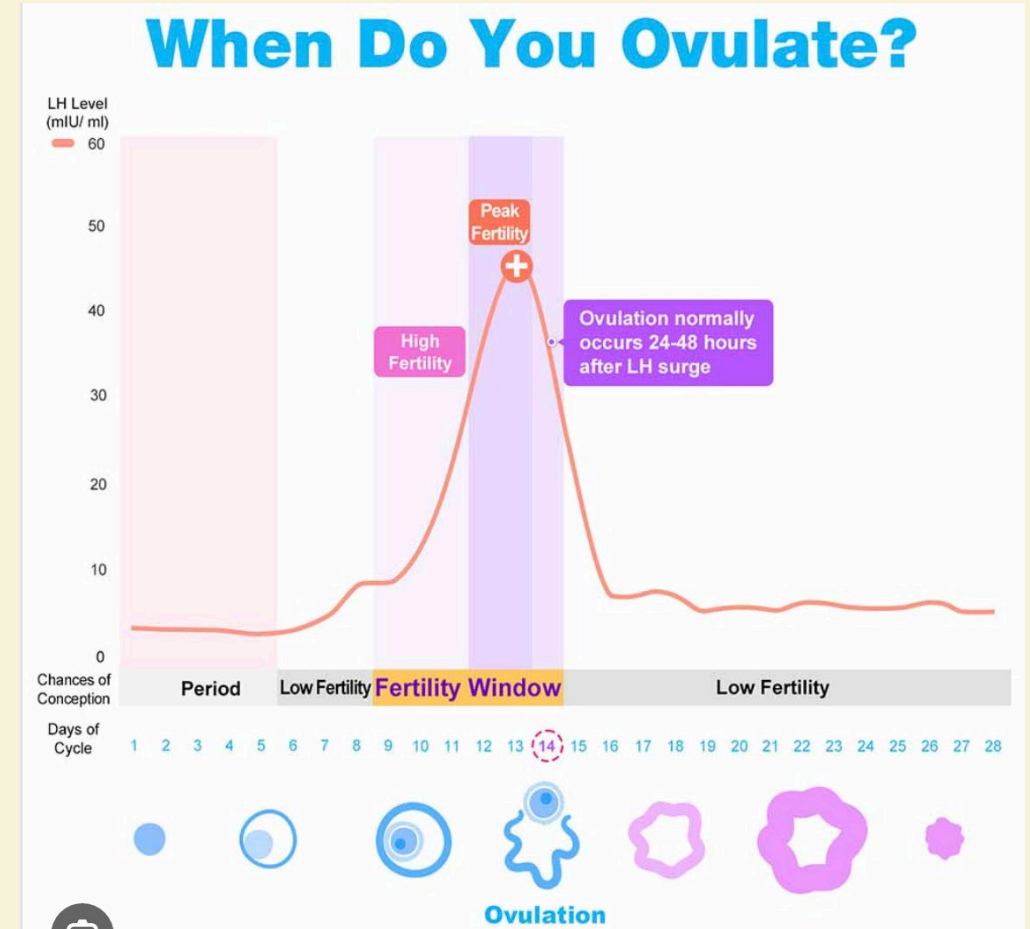 When Do You Ovulate?
LH Level
(mIU/ ml)
60
50
40
30
20
10
0
Peak
Fertility
High
Fertility
Ovulation normally
occurs 24-48 hours
after LH surge
Chances of
Conception
Period
Low Fertility
Fertility Window
Low Fertility
Days of
Cycle
1 2 3 4 5 6 7 8 9 10 11 12 13 14 15 16 17 18 19 20 21 22 23 24 25 26 27 28
Ovulation